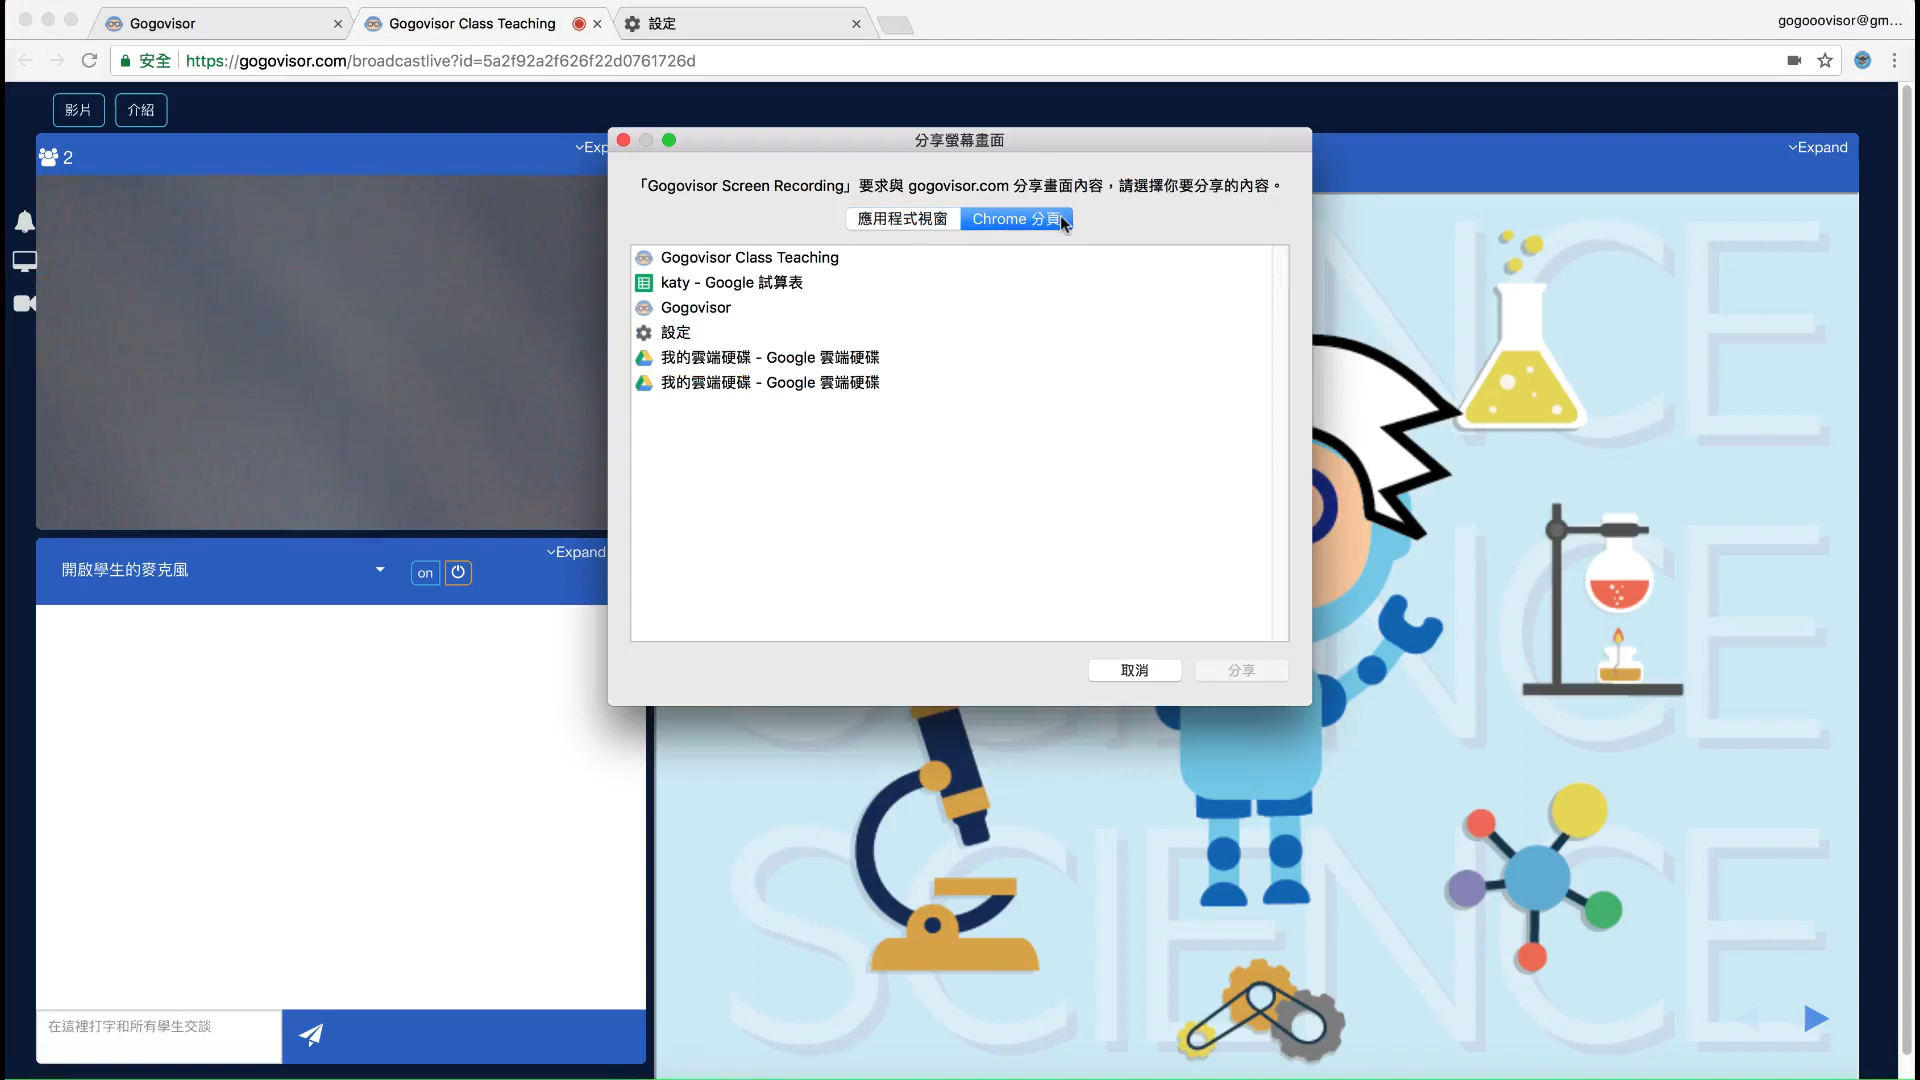 Gogovisor
Gogovisor Class Teaching
設定
gogooovisor@gm...
安全
https://gogovisor.com/broadcastlive?id=5a2f92a2f626f22d0761726d
影片
介紹
2
Exp
分享螢幕畫面
Expand
「Gogovisor Screen Recording」要求與 gogovisor.com 分享畫面內容，請選擇你要分享的內容。
應用程式視窗
Chrome 分頁
Gogovisor Class Teaching
katy - Google 試算表
Gogovisor
設定
我的雲端硬碟 - Google 雲端硬碟
我的雲端硬碟 - Google 雲端硬碟
取消
分享
開啟學生的麥克風
on
Expand
SCIENCE
在這裡打字和所有學生交談